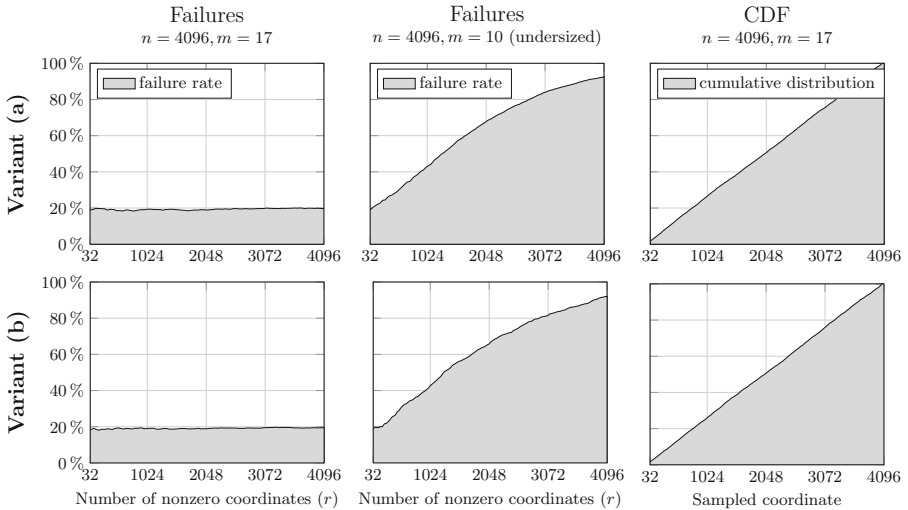 Failures
n = 4096, m = 17
Failures
n = 4096, m = 10 (undersized)
CDF
n = 4096, m = 17
Variant (a)
100 %
80 %
60 %
40 %
20 %
0 %
failure rate
32 1024 2048 3072 4096
failure rate
32 1024 2048 3072 4096
cumulative distribution
32 1024 2048 3072 4096
Variant (b)
100 %
80 %
60 %
40 %
20 %
0 %
32 1024 2048 3072 4096
Number of nonzero coordinates (r)
32 1024 2048 3072 4096
Number of nonzero coordinates (r)
32 1024 2048 3072 4096
Sampled coordinate